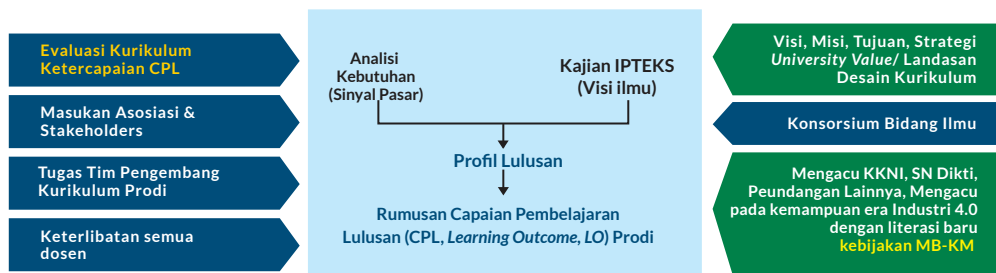 Evaluasi Kurikulum
Ketercapaian CPL
Masukan Asosiasi &
Stakeholders
Tugas Tim Pengembang
Kurikulum Prodi
Keterlibatan semua
dosen
Analisi
Kebutuhan
(Sinyal Pasar)
Kajian IPTEKS
(Visi ilmu)
Profil Lulusan
Rumusan Capaian Pembelajaran
Lulusan (CPL, Learning Outcome, LO) Prodi
Visi, Misi, Tujuan, Strategi
University Value/ Landasan
Desain Kurikulum
Konsorsium Bidang Ilmu
Mengacu KKNI, SN Dikti,
Peundangan Lainnya, Mengacu
pada kemampuan era Industri 4.0
dengan literasi baru
kebijakan MB-KM